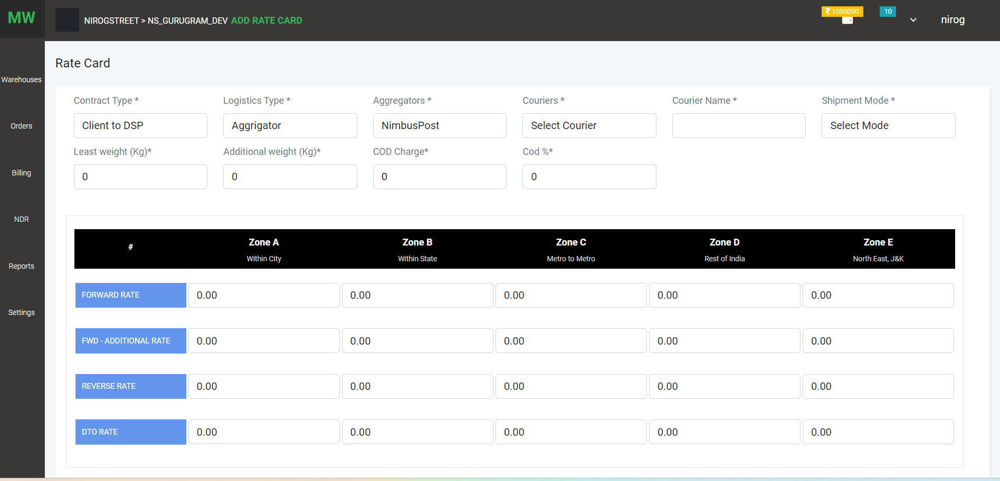 MW
NIROGSTREET > NS_GURUGRAM_DEV ADD RATE CARD
₹ 1000000
10
nirog
Warehouses
Orders
Billing
NDR
Reports
Settings
Rate Card
Contract Type * Logistics Type * Aggregators * Couriers * Courier Name * Shipment Mode *
Client to DSP Aggrigator NimbusPost Select Courier Select Mode
Least weight (Kg)* Additional weight (Kg)* COD Charge* Cod %*
0 0 0 0
# Zone A Zone B Zone C Zone D Zone E
Within City Within State Metro to Metro Rest of India North East, J&K
FORWARD RATE 0.00 0.00 0.00 0.00 0.00
FWD - ADDITIONAL RATE 0.00 0.00 0.00 0.00 0.00
REVERSE RATE 0.00 0.00 0.00 0.00 0.00
DTO RATE 0.00 0.00 0.00 0.00 0.00